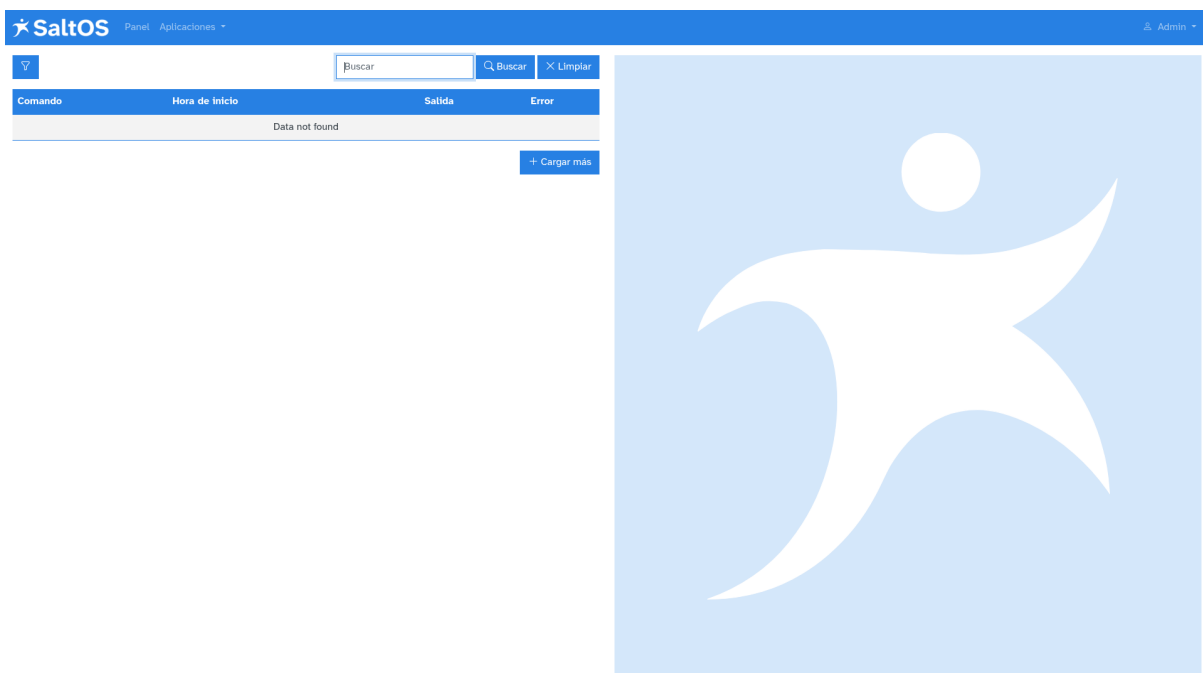 SaltOS Panel Aplicaciones Admin
Buscar Buscar Limpiar
Comando Hora de inicio Salida Error
Data not found
Cargar más